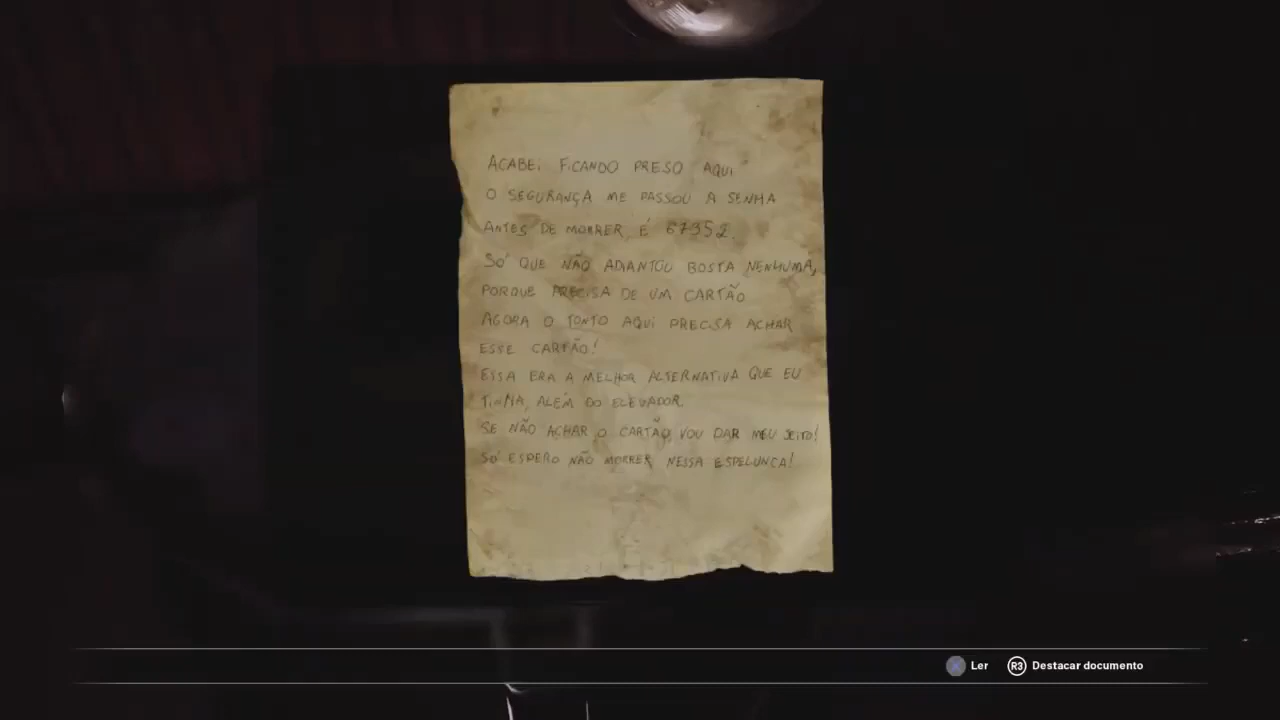 ACABEI FICANDO PRESO AQUI
O SEGURANÇA ME PASSOU A SENHA
ANTES DE MORRER, É 67952.
SÓ QUE NÃO ADIANTOU BOSTA NENHUMA,
PORQUE PRECISA DE UM CARTÃO
AGORA O TONTO AQUI PRECISA ACHAR
ESSE CARTÃO!
ESSA ERA A MELHOR ALTERNATIVA QUE EU
TINHA, ALÉM DO ELEVADOR.
SE NÃO ACHAR O CARTÃO VOU DAR MEU JEITO!
SÓ ESPERO NÃO MORRER NESSA ESPELUNCA!
Ler R3 Destacar documento